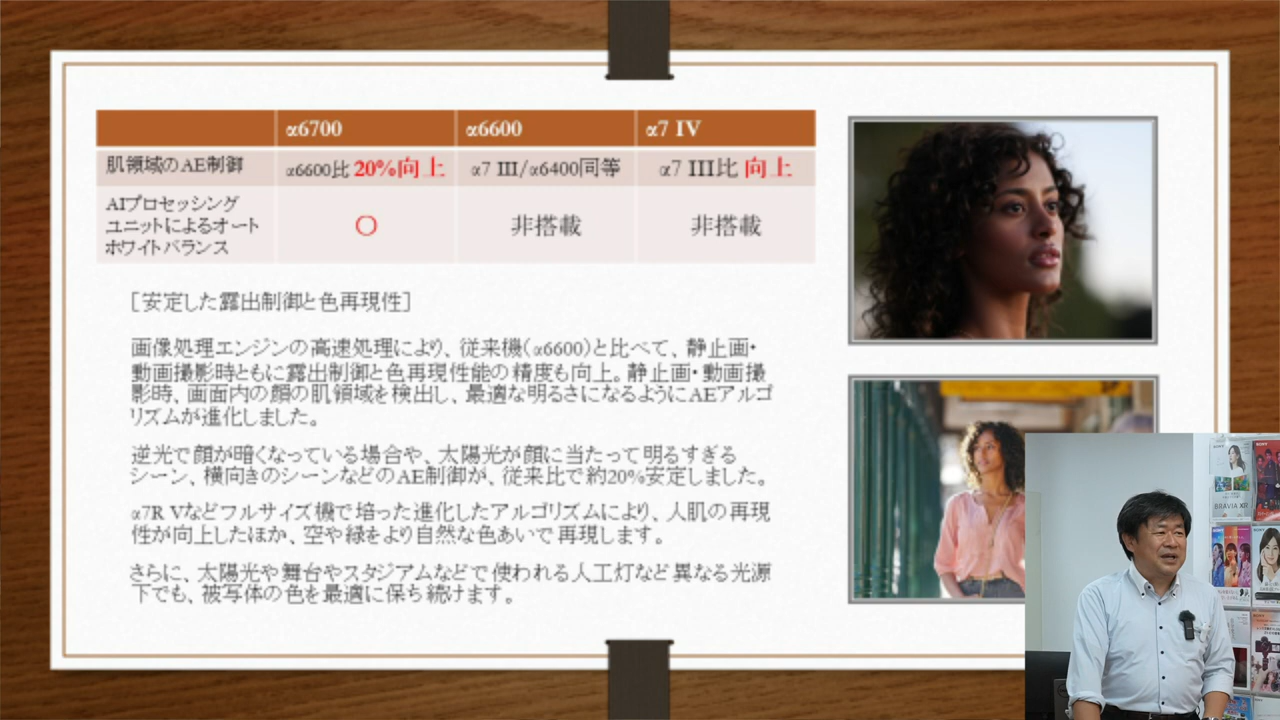 α6700 α6600 α7 IV
肌領域のAE制御 α6600比 20%向上 α7 III/α6400同等 α7 III比 向上
AIプロセッシング
ユニットによるオート
ホワイトバランス
〇 非搭載 非搭載
［安定した露出制御と色再現性］
画像処理エンジンの高速処理により、従来機（α6600）と比べて、静止画・
動画撮影時ともに露出制御と色再現性能の精度も向上。静止画・動画撮
影時、画面内の顔の肌領域を検出し、最適な明るさになるようにAEアルゴ
リズムが進化しました。
逆光で顔が暗くなっている場合や、太陽光が顔に当たって明るすぎる
シーン、横向きのシーンなどのAE制御が、従来比で約20%安定しました。
α7R Vなどフルサイズ機で培った進化したアルゴリズムにより、人肌の再現
性が向上したほか、空や緑をより自然な色あいで再現します。
さらに、太陽光や舞台やスタジアムなどで使われる人工灯など異なる光源
下でも、被写体の色を最適に保ち続けます。
BRAVIA XR